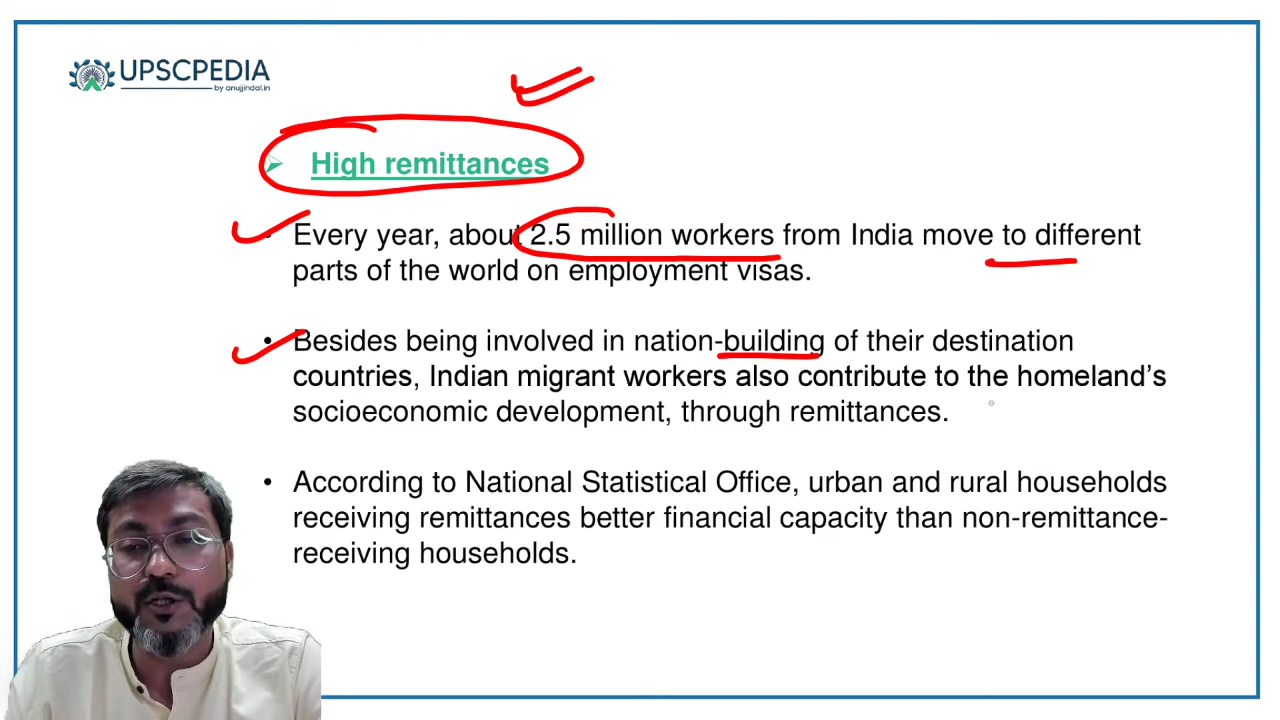 UPSCPEDIA
by anujjindal.in
High remittances
Every year, about 2.5 million workers from India move to different
parts of the world on employment visas.
Besides being involved in nation-building of their destination
countries, Indian migrant workers also contribute to the homeland’s
socioeconomic development, through remittances.
According to National Statistical Office, urban and rural households
receiving remittances better financial capacity than non-remittance-
receiving households.